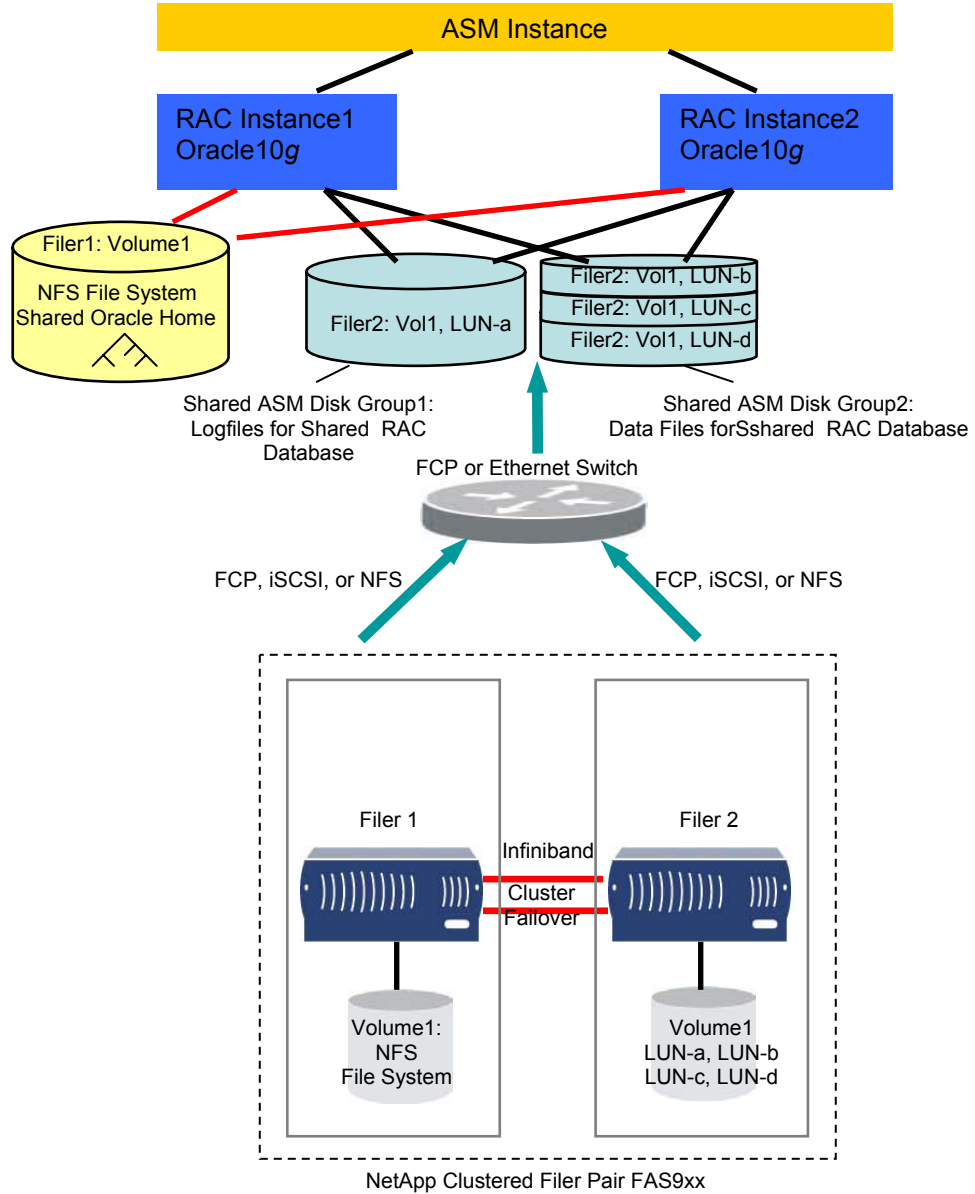 ASM Instance
RAC Instance1
Oracle10g
RAC Instance2
Oracle10g
Filer1: Volume1
NFS File System
Shared Oracle Home
Filer2: Vol1, LUN-a
Filer2: Vol1, LUN-b
Filer2: Vol1, LUN-c
Filer2: Vol1, LUN-d
Shared ASM Disk Group1:
Logfiles for Shared RAC
Database
Shared ASM Disk Group2:
Data Files forSshared RAC Database
FCP or Ethernet Switch
FCP, iSCSI, or NFS
FCP, iSCSI, or NFS
Filer 1
Filer 2
Infiniband
Cluster
Failover
Volume1:
NFS
File System
Volume1
LUN-a, LUN-b
LUN-c, LUN-d
NetApp Clustered Filer Pair FAS9xx